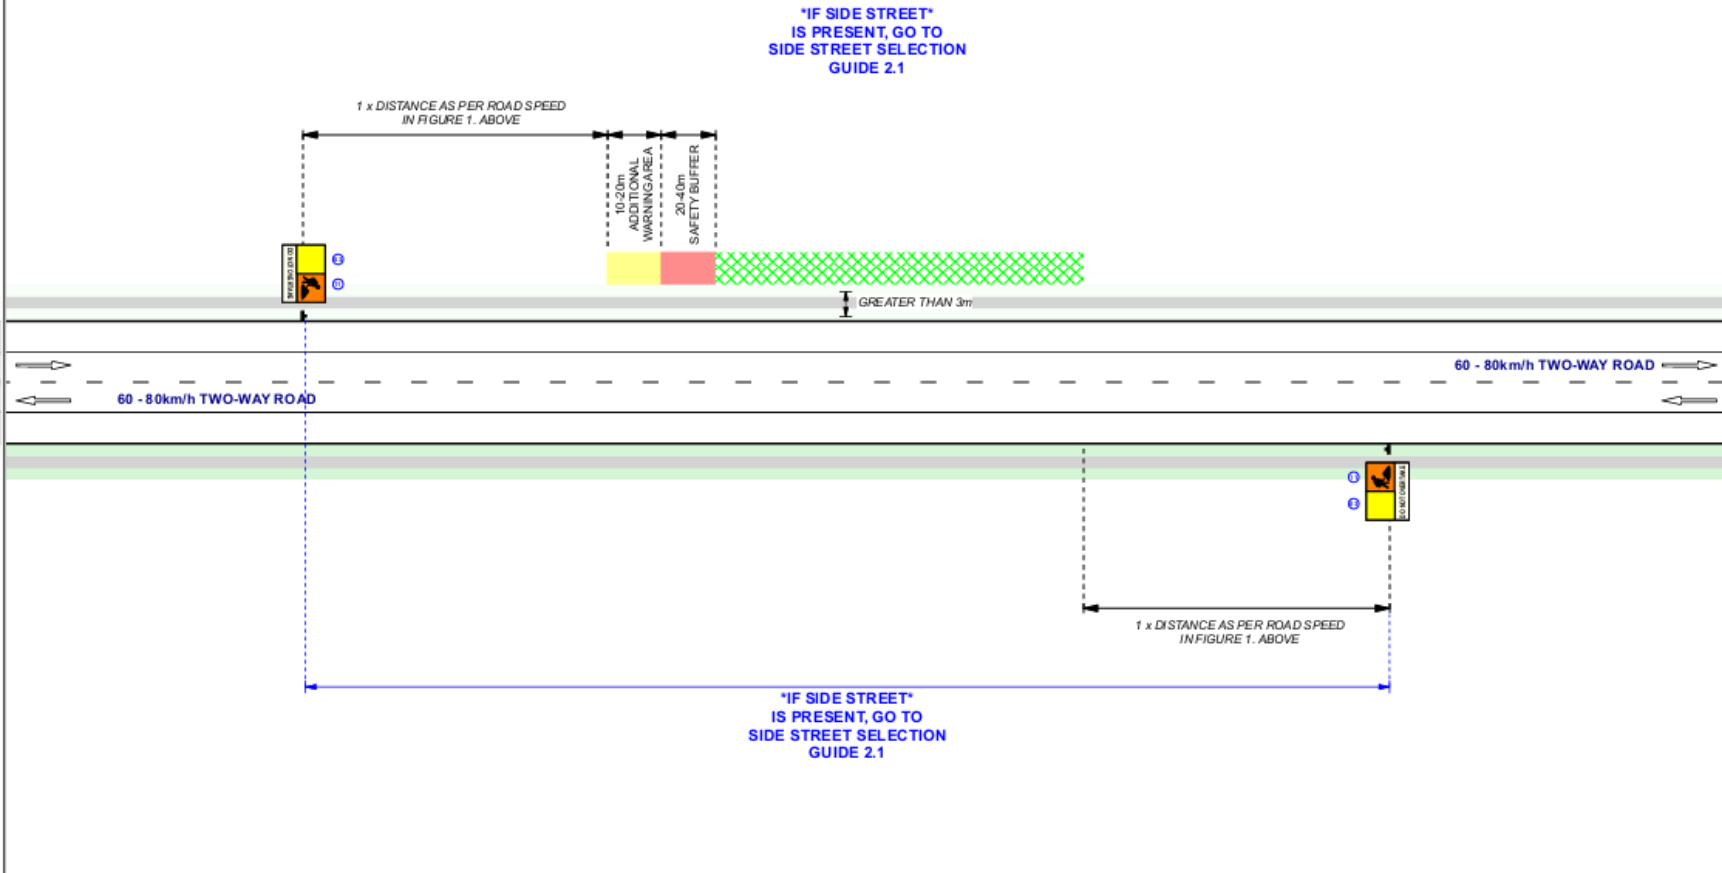 *IF SIDE STREET*
IS PRESENT, GO TO
SIDE STREET SELECTION
GUIDE 2.1
1 x DISTANCE AS PER ROAD SPEED
IN FIGURE 1. ABOVE
10-20m
ADDITIONAL
WARNING AREA
20-40m
SAFETY BUFFER
GREATER THAN 3m
60 - 80km/h TWO-WAY ROAD
60 - 80km/h TWO-WAY ROAD
DO NOT OVERTAKE
1 x DISTANCE AS PER ROAD SPEED
IN FIGURE 1. ABOVE
*IF SIDE STREET*
IS PRESENT, GO TO
SIDE STREET SELECTION
GUIDE 2.1